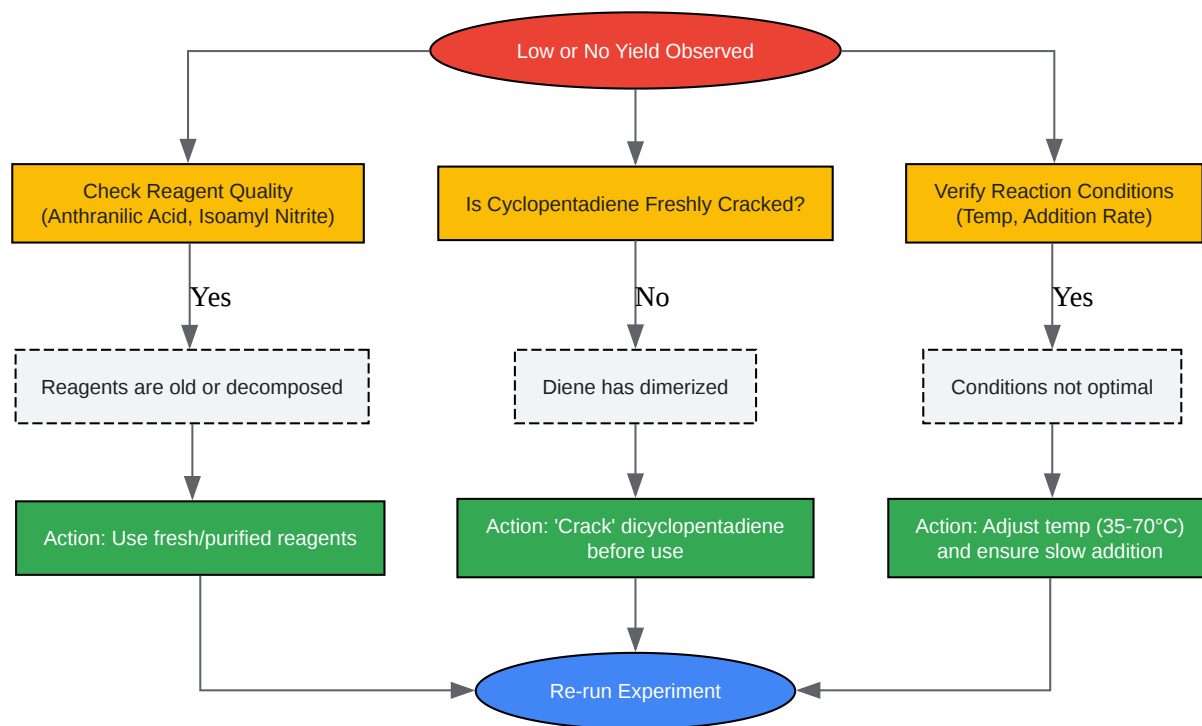 Low or No Yield Observed
Check Reagent Quality
(Anthranilic Acid, Isoamyl Nitrite)
Is Cyclopentadiene Freshly Cracked?
Verify Reaction Conditions
(Temp, Addition Rate)
Yes
No
Yes
Reagents are old or decomposed
Diene has dimerized
Conditions not optimal
Action: Use fresh/purified reagents
Action: 'Crack' dicyclopentadiene
before use
Action: Adjust temp (35-70°C)
and ensure slow addition
Re-run Experiment